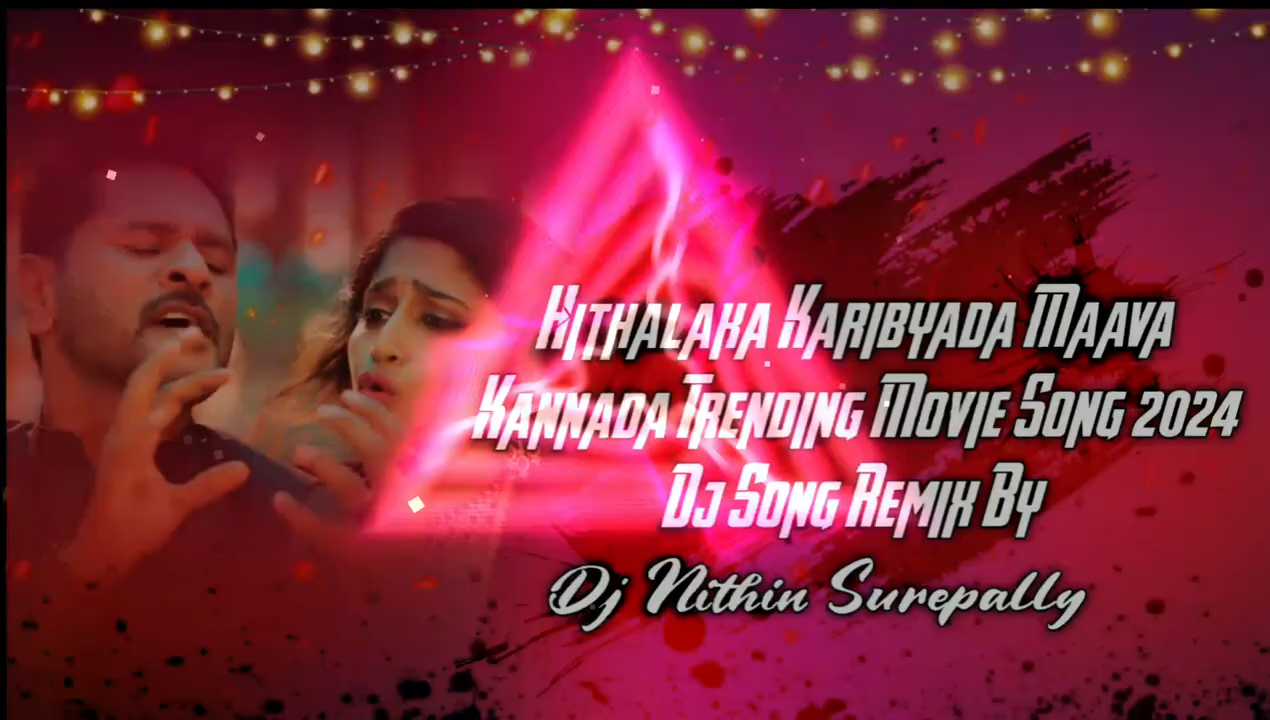 Hithalaka Karibyada Maava
Kannada Trending Movie Song 2024
Dj Song Remix By
Dj Nithin Surepally